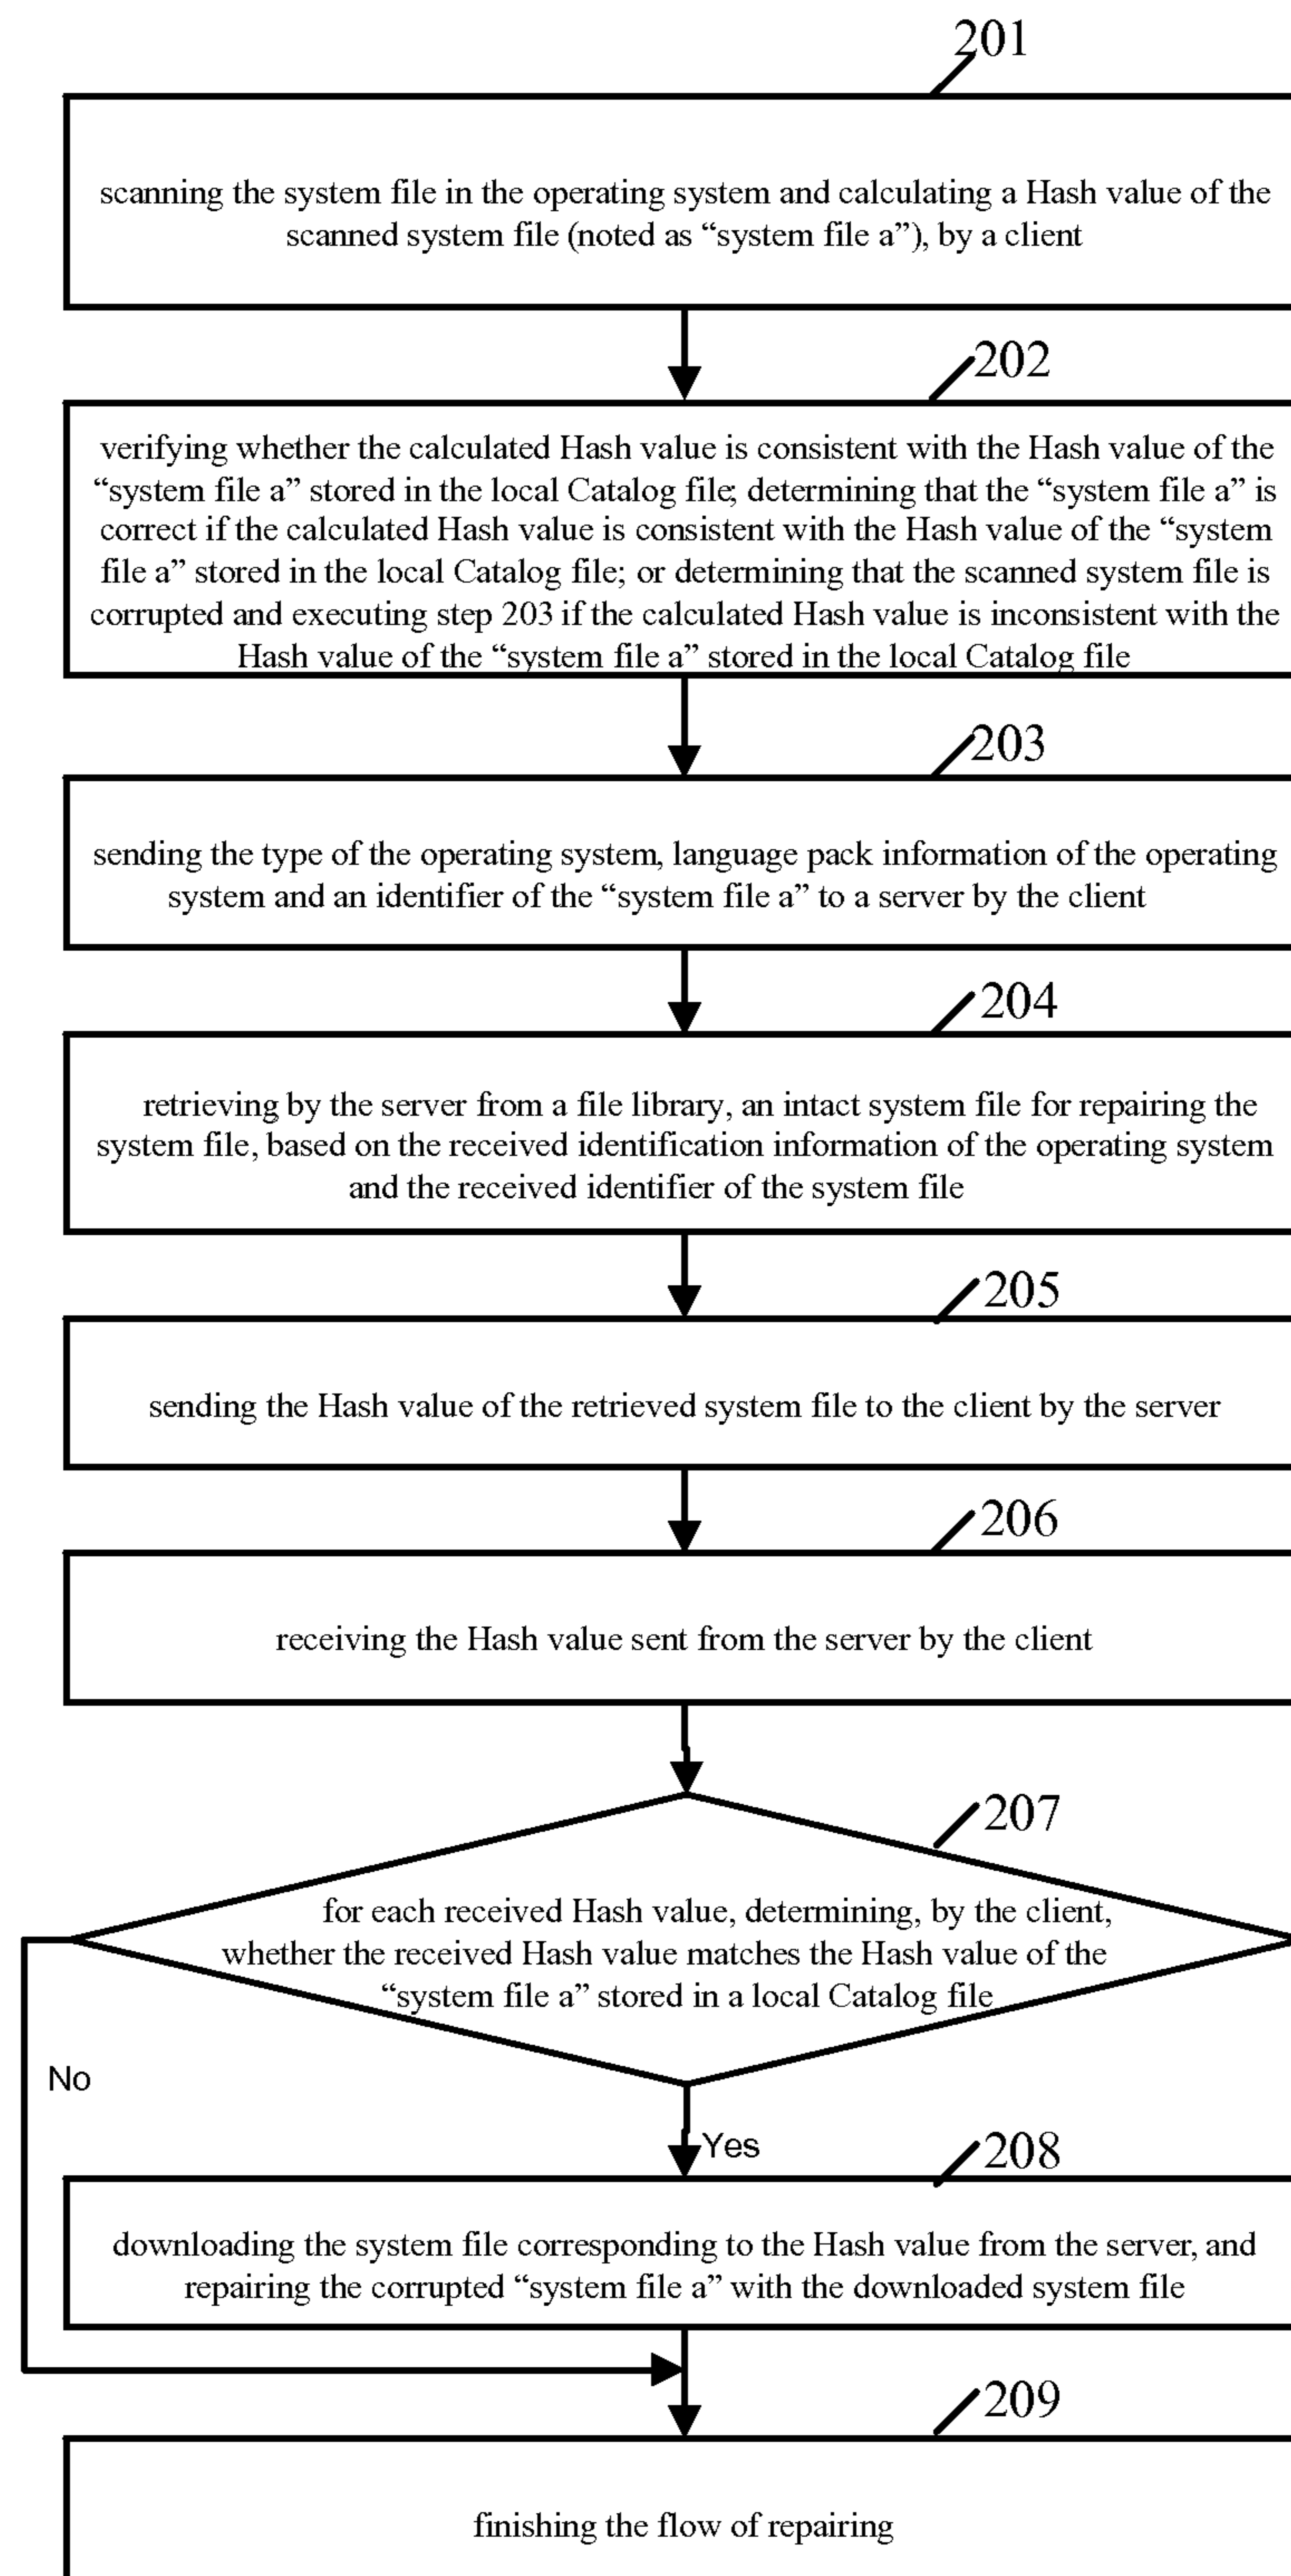 201
scanning the system file in the operating system and calculating a Hash value of the
scanned system file (noted as “system file a”), by a client
202
verifying whether the calculated Hash value is consistent with the Hash value of the
“system file a” stored in the local Catalog file; determining that the “system file a” is
correct if the calculated Hash value is consistent with the Hash value of the “system
file a” stored in the local Catalog file; or determining that the scanned system file is
corrupted and executing step 203 if the calculated Hash value is inconsistent with the
Hash value of the “system file a” stored in the local Catalog file
203
sending the type of the operating system, language pack information of the operating
system and an identifier of the “system file a” to a server by the client
204
retrieving by the server from a file library, an intact system file for repairing the
system file, based on the received identification information of the operating system
and the received identifier of the system file
205
sending the Hash value of the retrieved system file to the client by the server
206
receiving the Hash value sent from the server by the client
207
for each received Hash value, determining, by the client,
whether the received Hash value matches the Hash value of the
“system file a” stored in a local Catalog file
No
Yes
208
downloading the system file corresponding to the Hash value from the server, and
repairing the corrupted “system file a” with the downloaded system file
209
finishing the flow of repairing